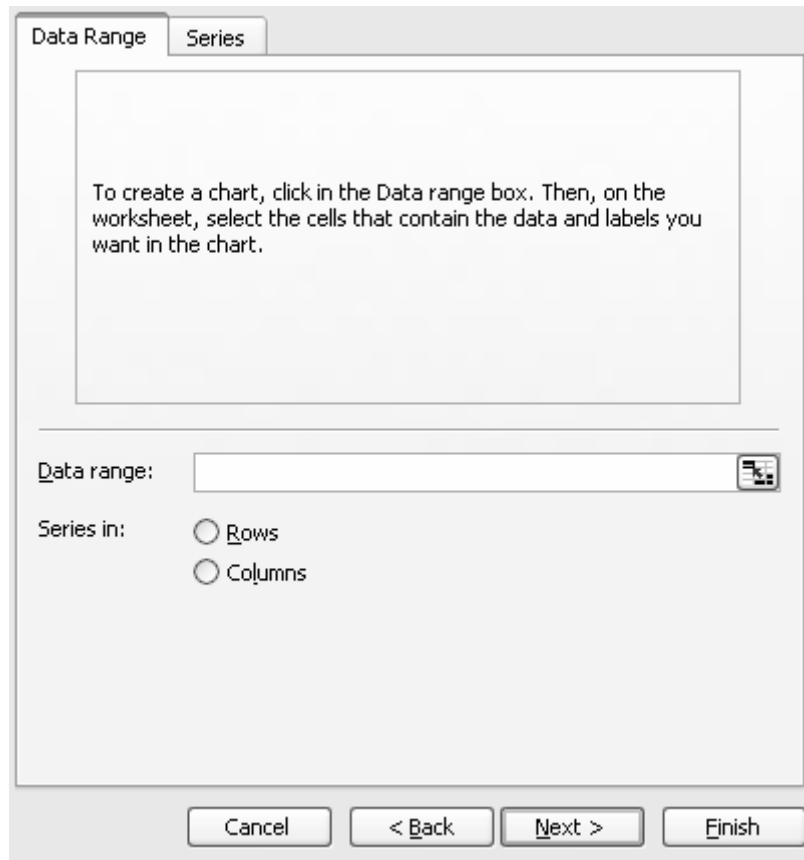 Data Range
Series
To create a chart, click in the Data range box. Then, on the
worksheet, select the cells that contain the data and labels you
want in the chart.
Data range:
Series in:
Rows
Columns
Cancel
< Back
Next >
Finish